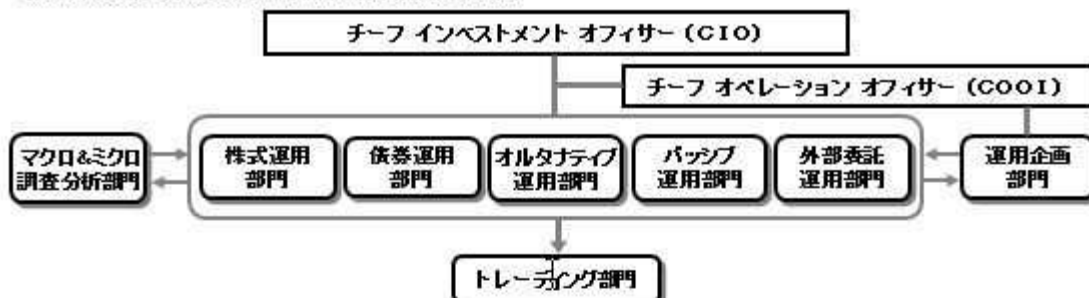 チーフ インベストメント オフィサー (CIO)
チーフ オペレーション オフィサー (COOI)
マクロ&ミクロ
調査分析部門
株式運用
部門
債券運用
部門
オルタナティブ
運用部門
パッシブ
運用部門
外部委託
運用部門
運用企画
部門
トレーディング部門